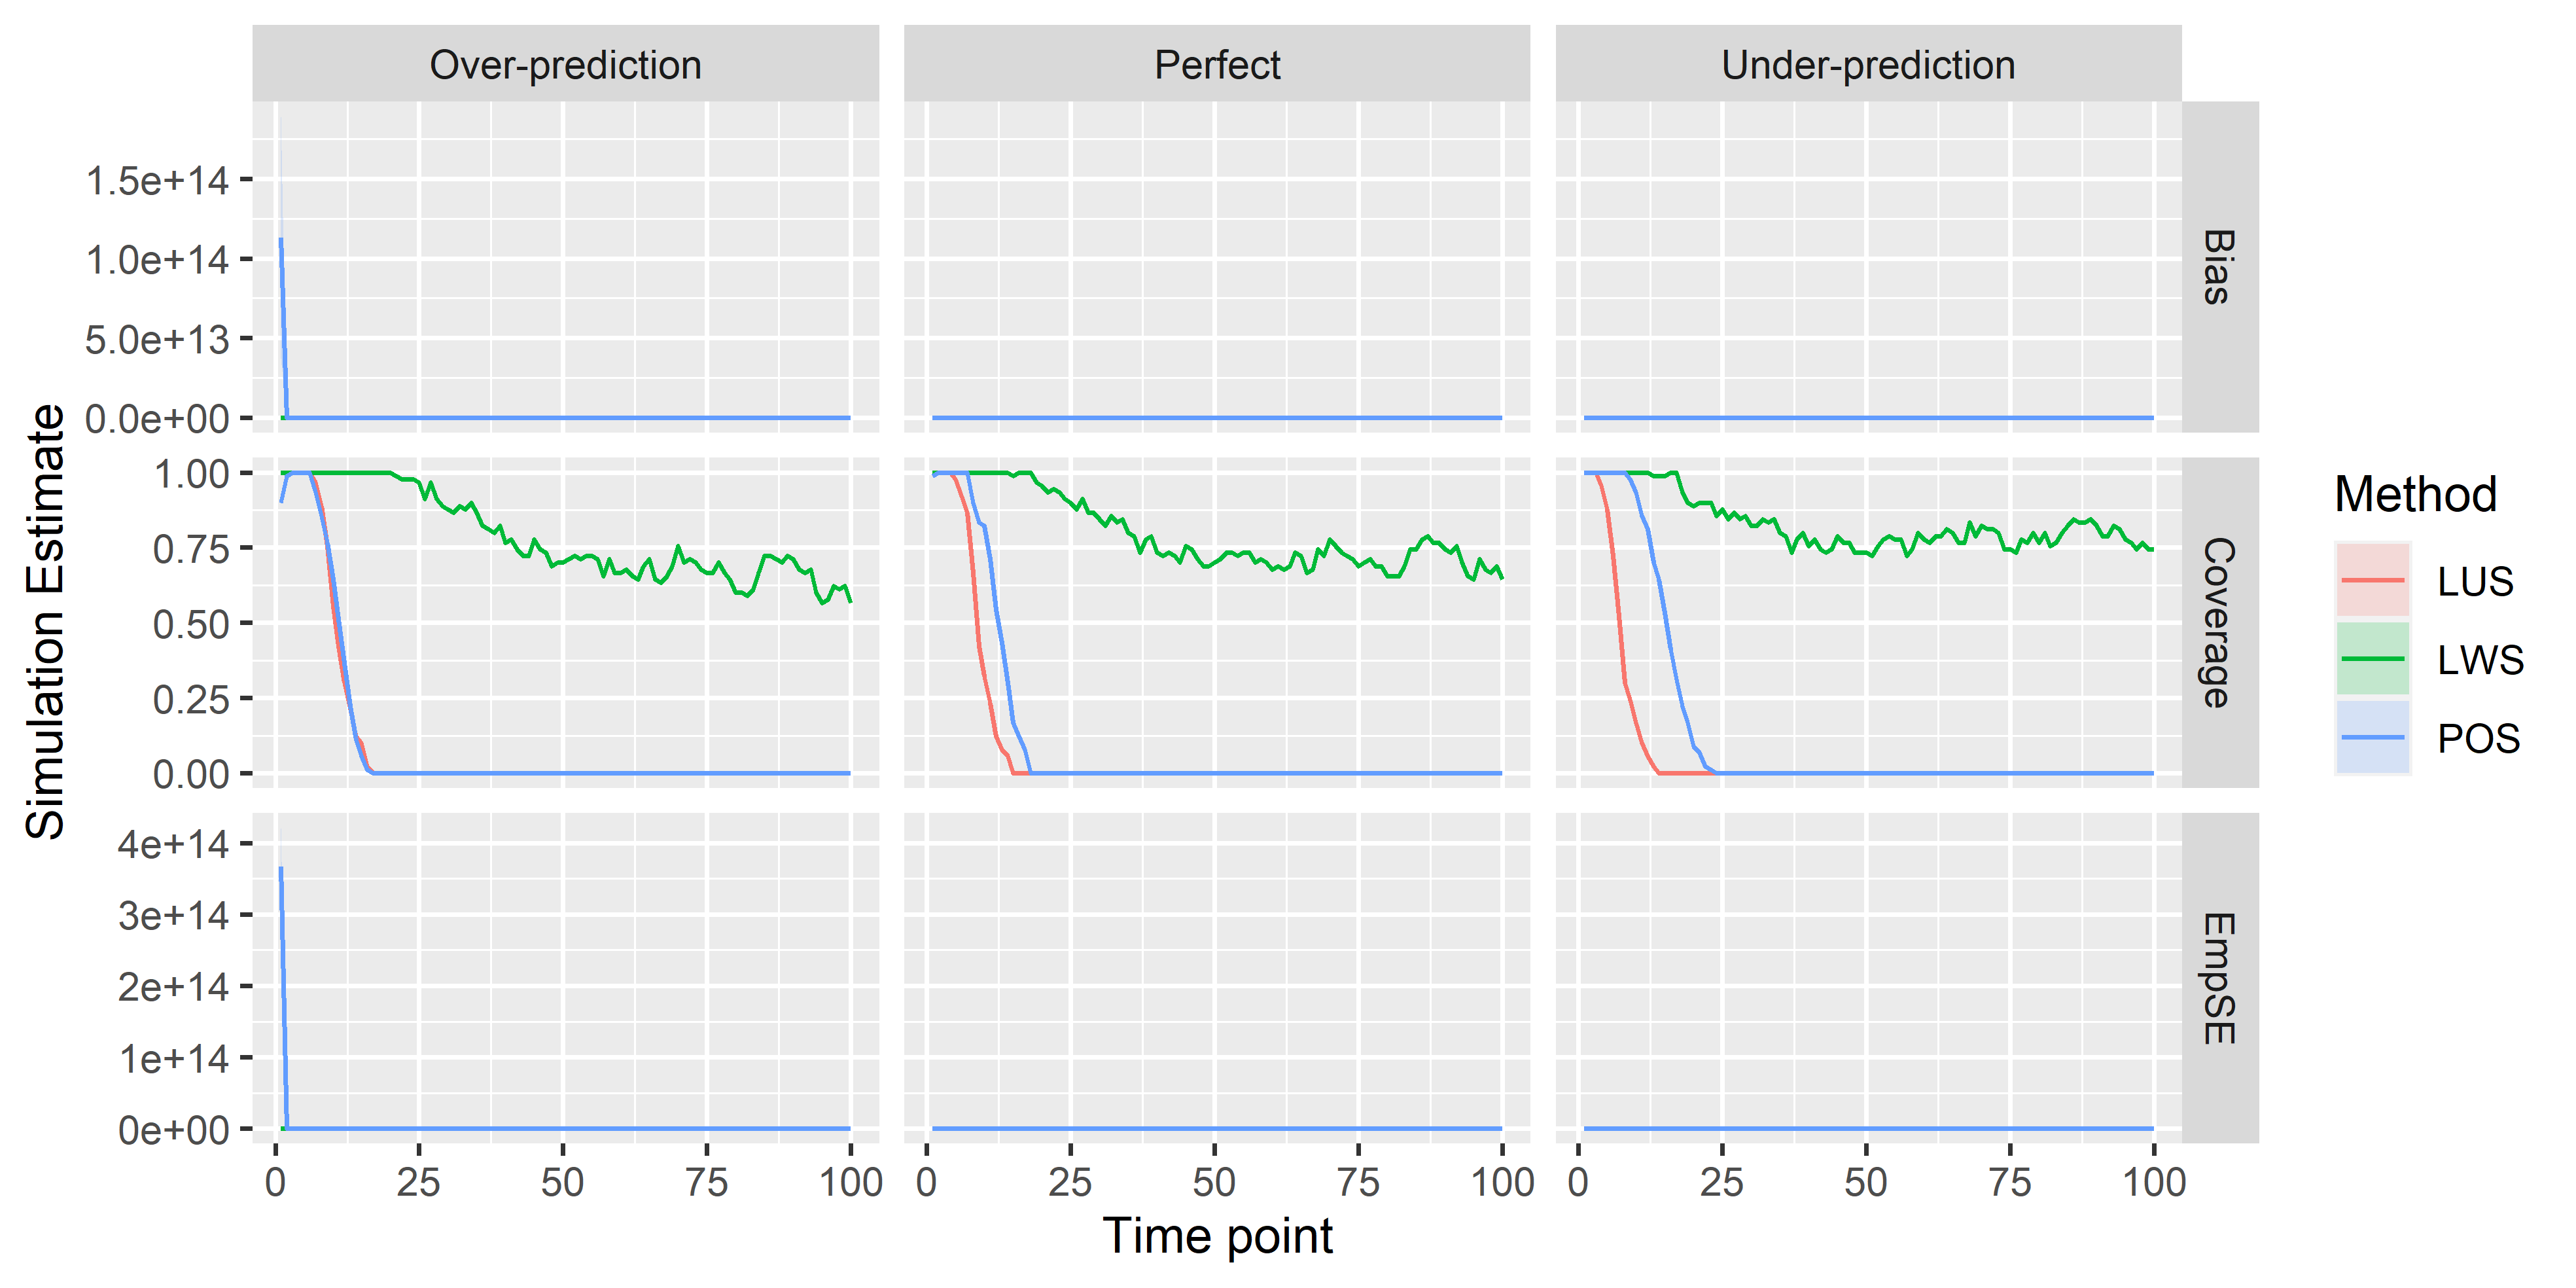 Over-prediction
Perfect
Under-prediction
Simulation Estimate
1.5e+14
1.0e+14
5.0e+13
0.0e+00
Bias
1.00
0.75
0.50
0.25
0.00
Coverage
4e+14
3e+14
2e+14
1e+14
0e+00
EmpSE
0 25 50 75 100
0 25 50 75 100
0 25 50 75 100
Time point
Method
LUS
LWS
POS